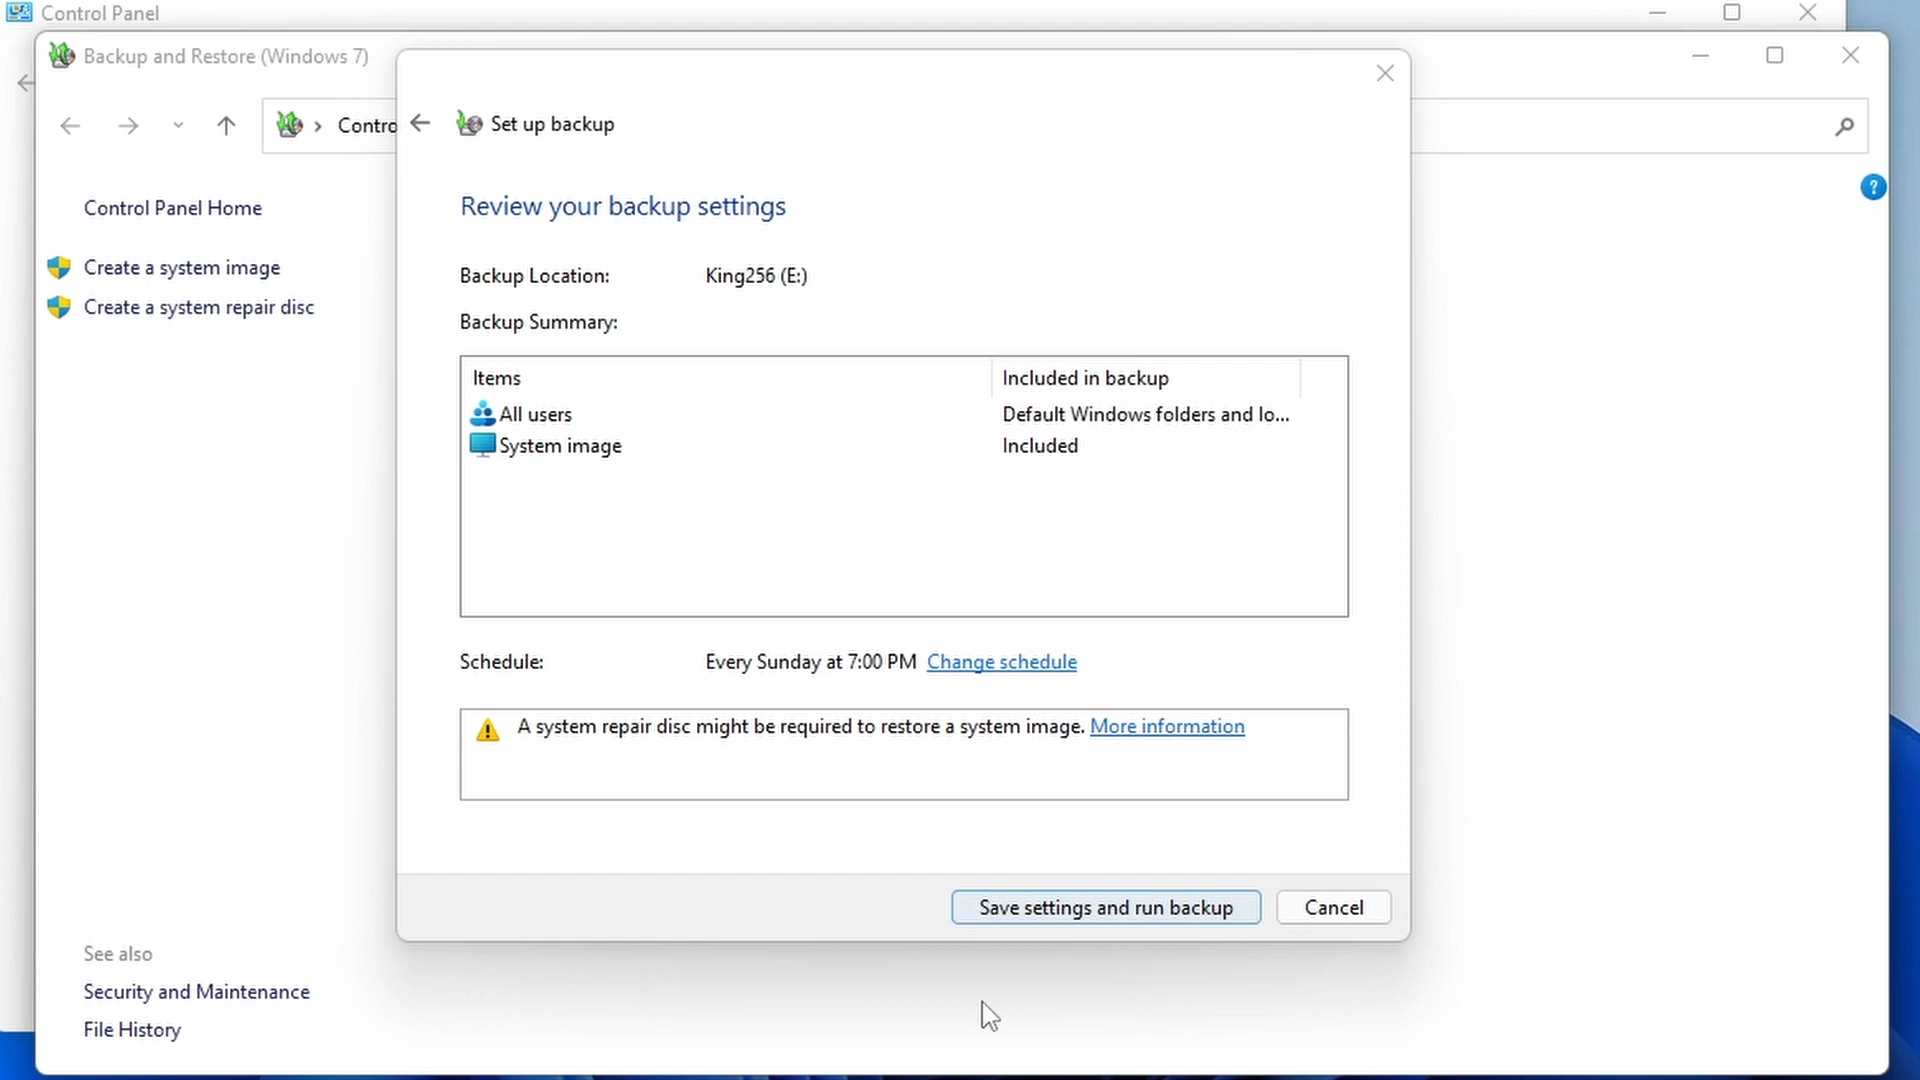 Control Panel
Backup and Restore (Windows 7)
Contro
Set up backup
Control Panel Home
Create a system image
Create a system repair disc
Review your backup settings
Backup Location: King256 (E:)
Backup Summary:
Items Included in backup
All users Default Windows folders and lo...
System image Included
Schedule: Every Sunday at 7:00 PM Change schedule
A system repair disc might be required to restore a system image. More information
Save settings and run backup Cancel
See also
Security and Maintenance
File History